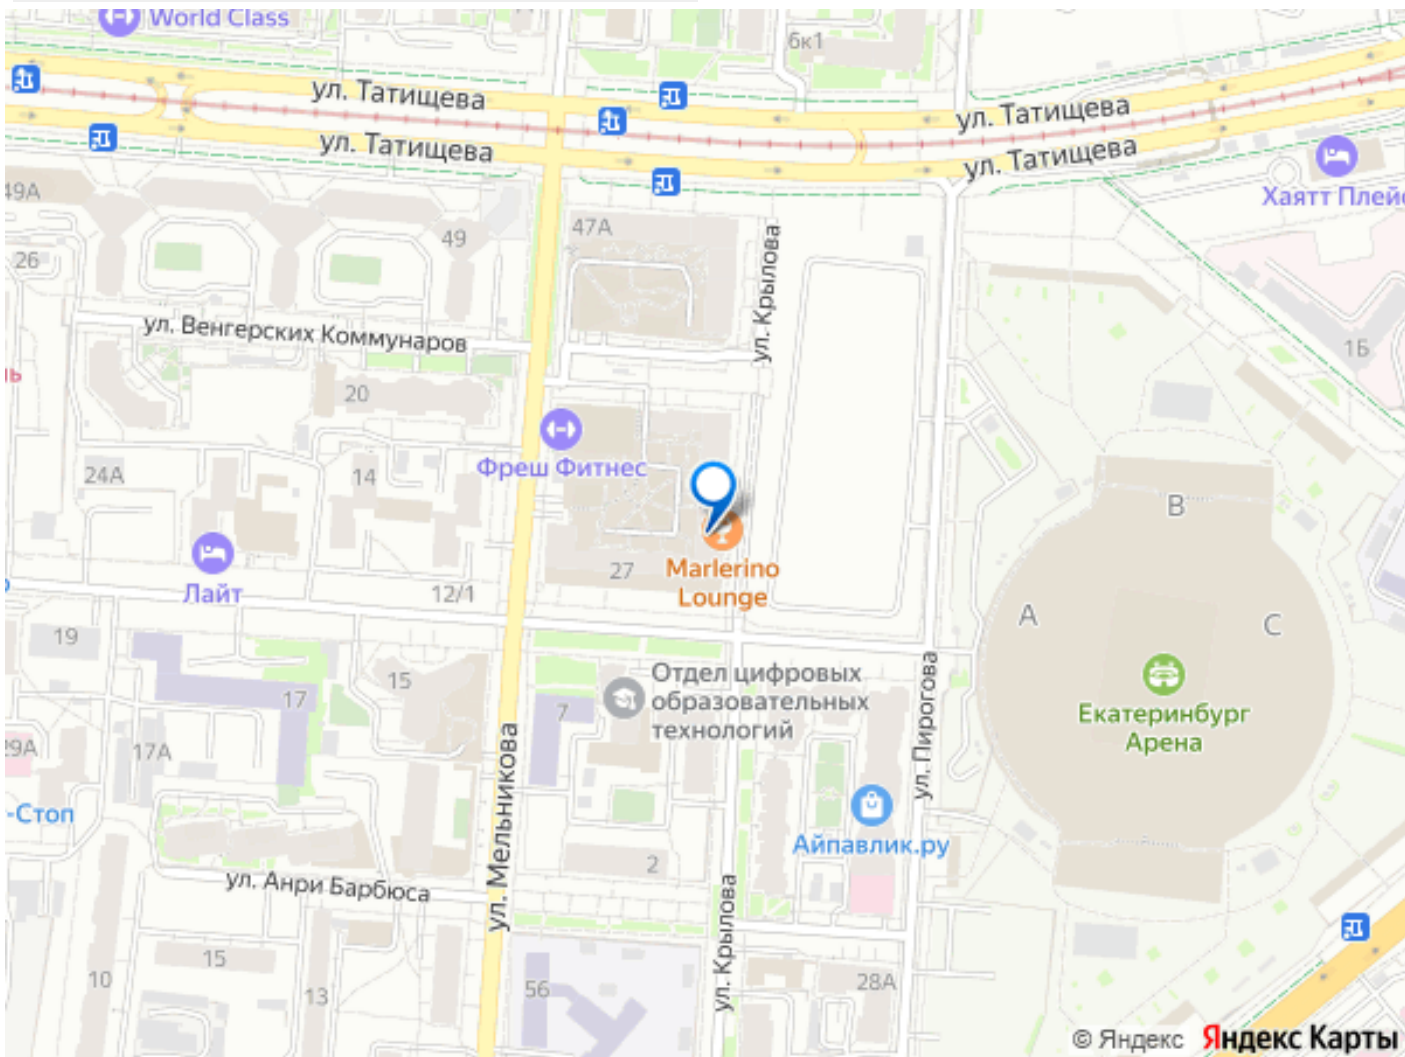 World Class
6к1
ул. Татищева
ул. Татищева
ул. Татищева
ул. Татищева
Хаятт Плейс
49А
49
47А
26
ул. Крылова
ул. Венгерских Коммунаров
1Б
ль
20
Фреш Фитнес
24А
14
B
Marlerino
Lounge
27
Лайт
12/1
A
C
19
15
17
7
Отдел цифровых
образовательных
технологий
Екатеринбург
Арена
29А
17А
ул. Пирогова
ул. Мельникова
-Стоп
Айпавлик.ру
2
ул. Анри Барбюса
ул. Крылова
15
10
13
56
28А
© Яндекс Яндекс Карты